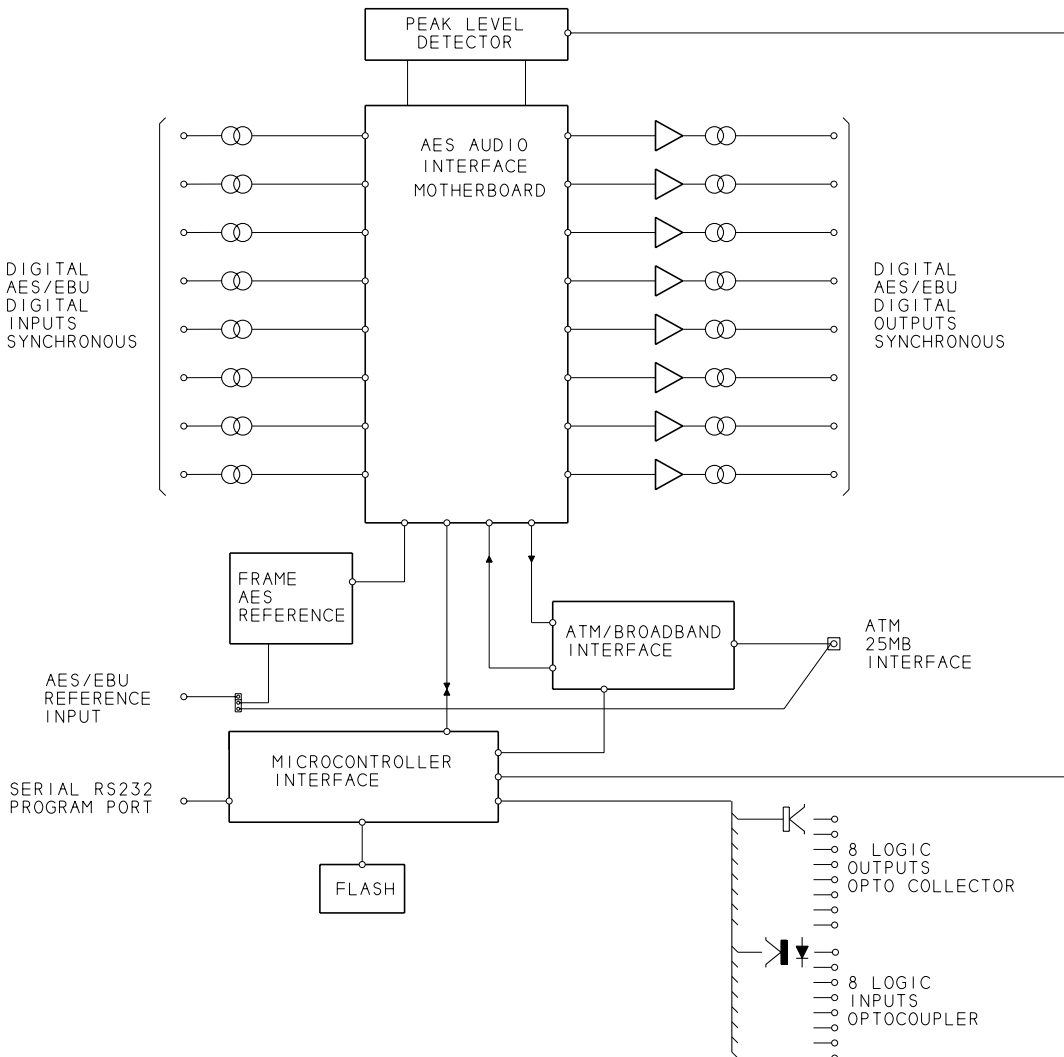 PEAK LEVEL
DETECTOR
AES AUDIO
INTERFACE
MOTHERBOARD
DIGITAL
AES/EBU
DIGITAL
INPUTS
SYNCHRONOUS
DIGITAL
AES/EBU
DIGITAL
OUTPUTS
SYNCHRONOUS
FRAME
AES
REFERENCE
ATM/BROADBAND
INTERFACE
ATM
25MB
INTERFACE
AES/EBU
REFERENCE
INPUT
MICROCONTROLLER
INTERFACE
SERIAL RS232
PROGRAM PORT
FLASH
8 LOGIC
OUTPUTS
OPTO COLLECTOR
8 LOGIC
INPUTS
OPTOCOUPLER